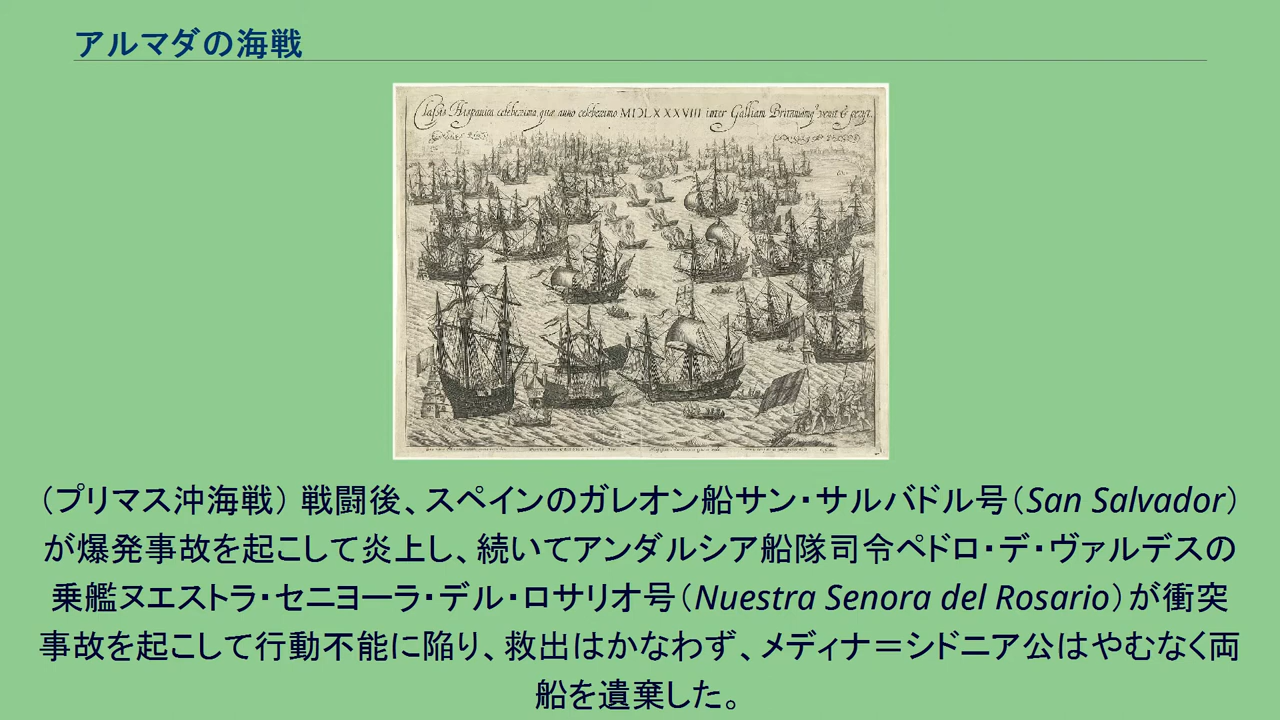 アルマダの海戦
Classis Hispanica celeberrima quae anno celeberrimo MDLXXXVIII inter Galliam Britaniamq venit &
（プリマス沖海戦） 戦闘後、スペインのガレオン船サン・サルバドル号（San Salvador）
が爆発事故を起こして炎上し、続いてアンダルシア船隊司令ペドロ・デ・ヴァルデスの
乗艦ヌエストラ・セニヨーラ・デル・ロサリオ号（Nuestra Senora del Rosario）が衝突
事故を起こして行動不能に陥り、救出はかなわず、メディナ＝シドニア公はやむなく両
船を遺棄した。